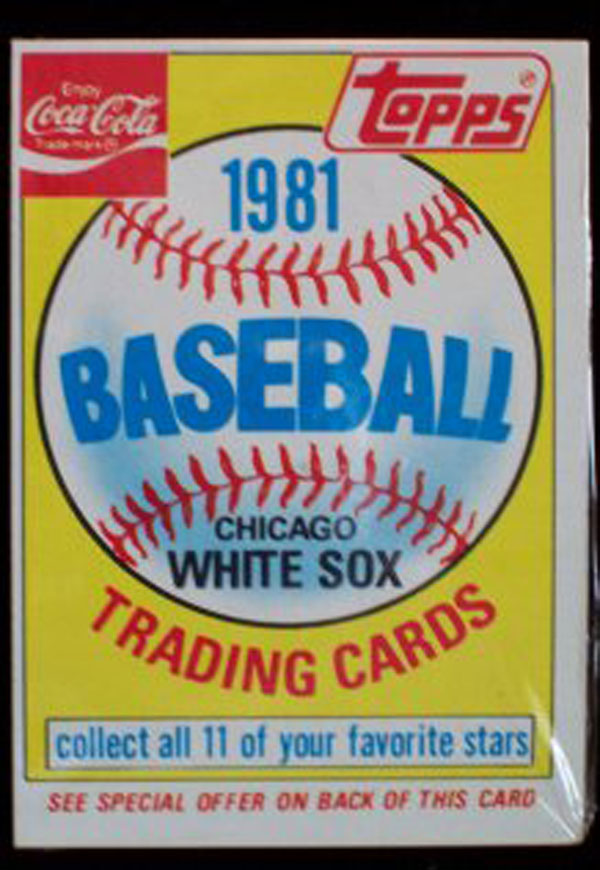 Enjoy
Coca-Cola
Trade-mark ®
Topps ®
1981
BASEBALL
CHICAGO
WHITE SOX
TRADING CARDS
collect all 11 of your favorite stars
SEE SPECIAL OFFER ON BACK OF THIS CARD